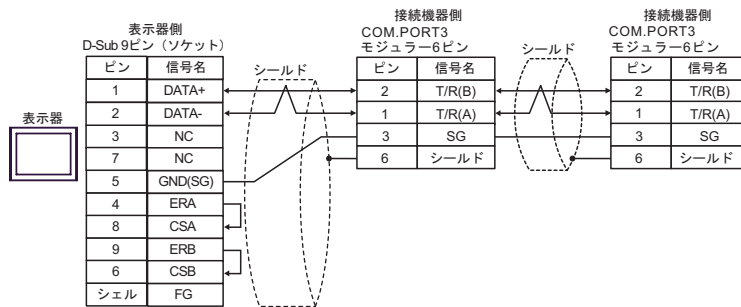 表示器
表示器側
D-Sub 9ピン（ソケット）
ピン 信号名
1 DATA+
2 DATA-
3 NC
7 NC
5 GND(SG)
4 ERA
8 CSA
9 ERB
6 CSB
シェル FG
シールド
接続機器側
COM.PORT3
モジュラー6ピン
ピン 信号名
2 T/R(B)
1 T/R(A)
3 SG
6 シールド
シールド
接続機器側
COM.PORT3
モジュラー6ピン
ピン 信号名
2 T/R(B)
1 T/R(A)
3 SG
6 シールド